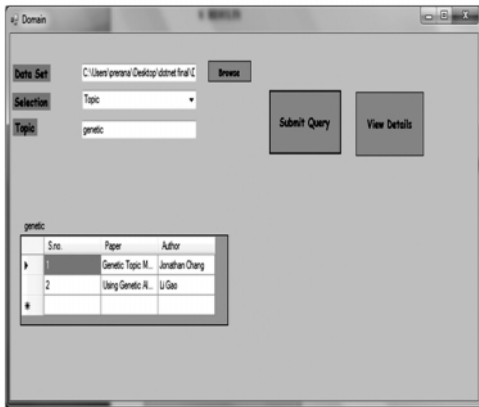 Domain
Data Set C:\Users\prerana\Desktop\dotnet final\D Browse
Selection Topic
Topic genetic
Submit Query View Details
genetic
S.no. Paper Author
1 Genetic Topic M... Jonathan Chang
2 Using Genetic Al... Li Gao